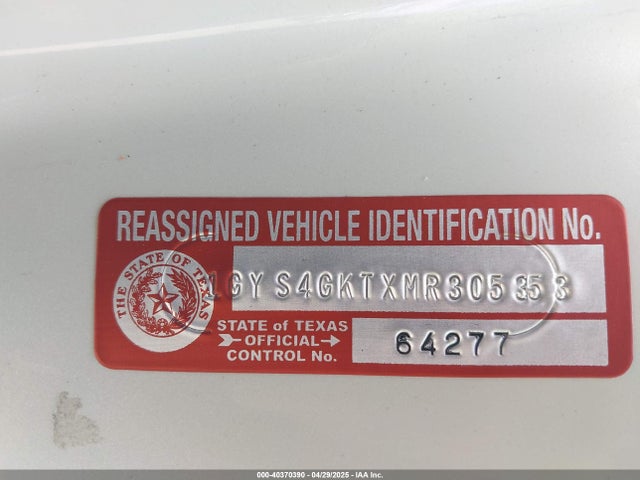 REASSIGNED VEHICLE IDENTIFICATION No.
THE STATE OF TEXAS
1GYS4GKTXMR305353
STATE of TEXAS
OFFICIAL
CONTROL No.
64277
000-40370390 - 04/29/2025 - IAA Inc.